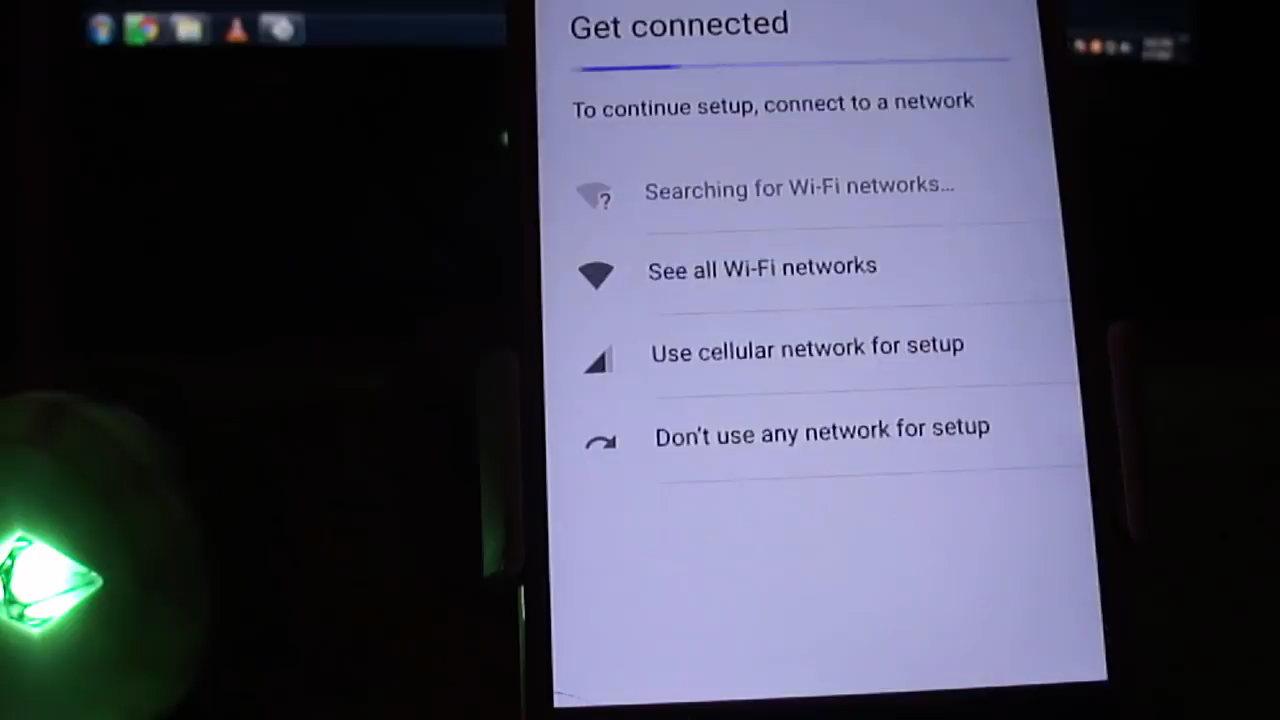 Get connected
To continue setup, connect to a network
Searching for Wi-Fi networks...
?
See all Wi-Fi networks
Use cellular network for setup
Don't use any network for setup